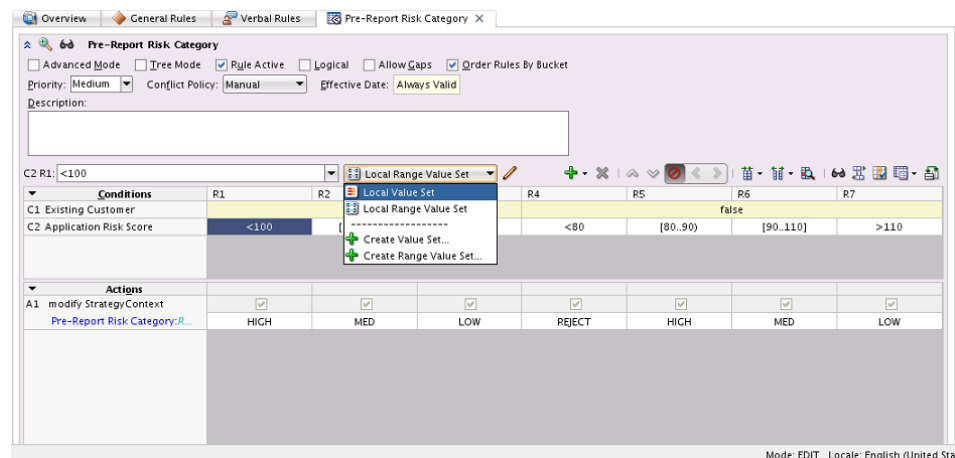 Overview General Rules Verbal Rules Pre-Report Risk Category
Pre-Report Risk Category
Advanced Mode Tree Mode Rule Active Logical Allow Gaps Order Rules By Bucket
Priority: Medium Conflict Policy: Manual Effective Date: Always Valid
Description:
C2 R1: <100 Local Range Value Set
Conditions R1 R2 R4 R5 R6 R7
Local Value Set
C1 Existing Customer false
Local Range Value Set
C2 Application Risk Score <100 [ <80 [80..90) [90..110] >110
------------------
Create Value Set...
Create Range Value Set...
Actions
A1 modify StrategyContext
Pre-Report Risk Category:R... HIGH MED LOW REJECT HIGH MED LOW
Mode: EDIT Locale: English (United Sta